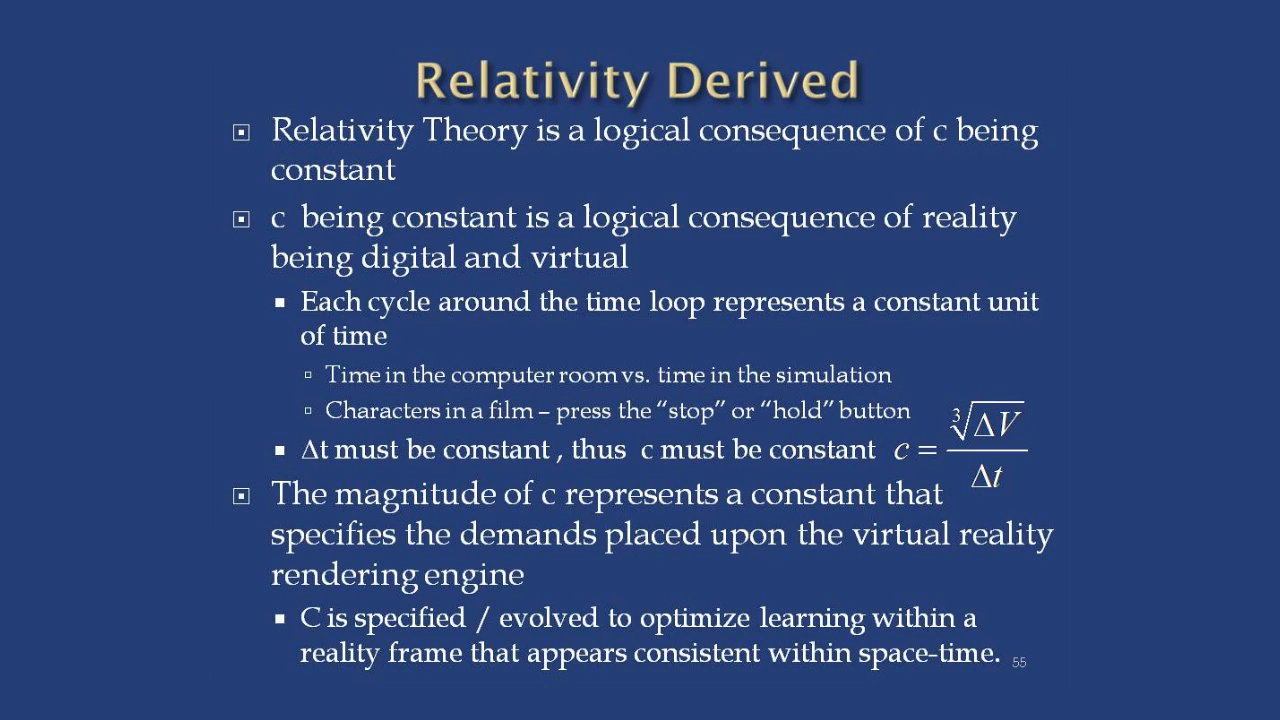 Relativity Derived
Relativity Theory is a logical consequence of c being
constant
c being constant is a logical consequence of reality
being digital and virtual
Each cycle around the time loop represents a constant unit
of time
Time in the computer room vs. time in the simulation
Characters in a film – press the “stop” or “hold” button
Δt must be constant , thus c must be constant c = ∛ΔV / Δt
The magnitude of c represents a constant that
specifies the demands placed upon the virtual reality
rendering engine
C is specified / evolved to optimize learning within a
reality frame that appears consistent within space-time.
55